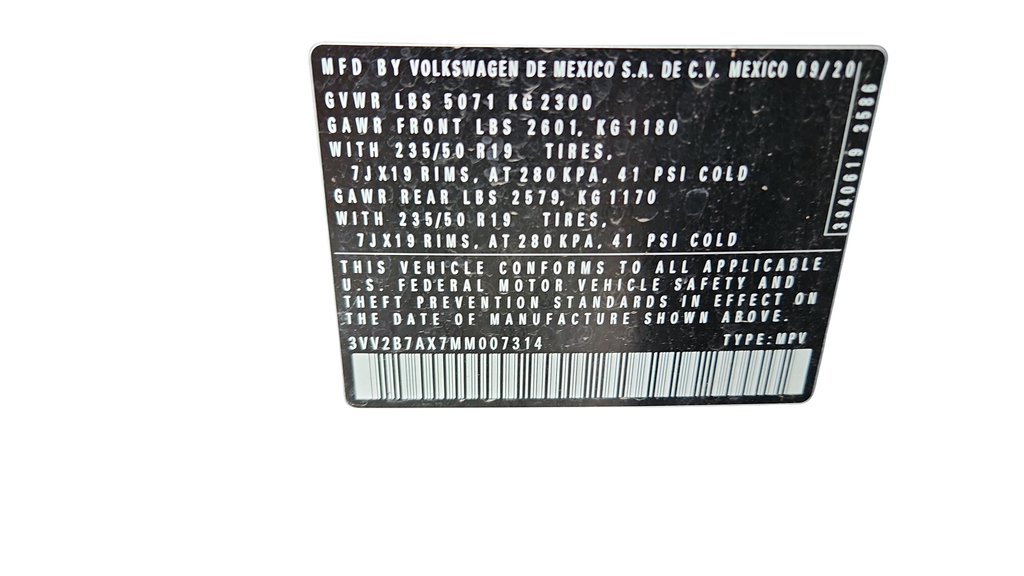 MFD BY VOLKSWAGEN DE MEXICO S.A. DE C.V. MEXICO 09/20
GVWR LBS 5071 KG 2300
GAWR FRONT LBS 2601, KG 1180
WITH 235/50 R19 TIRES,
7JX19 RIMS, AT 280 KPA, 41 PSI COLD
GAWR REAR LBS 2579, KG 1170
WITH 235/50 R19 TIRES,
7JX19 RIMS, AT 280 KPA, 41 PSI COLD
3940619 3586
THIS VEHICLE CONFORMS TO ALL APPLICABLE
U.S. FEDERAL MOTOR VEHICLE SAFETY AND
THEFT PREVENTION STANDARDS IN EFFECT ON
THE DATE OF MANUFACTURE SHOWN ABOVE.
3VV2B7AX7MM007314 TYPE: MPV